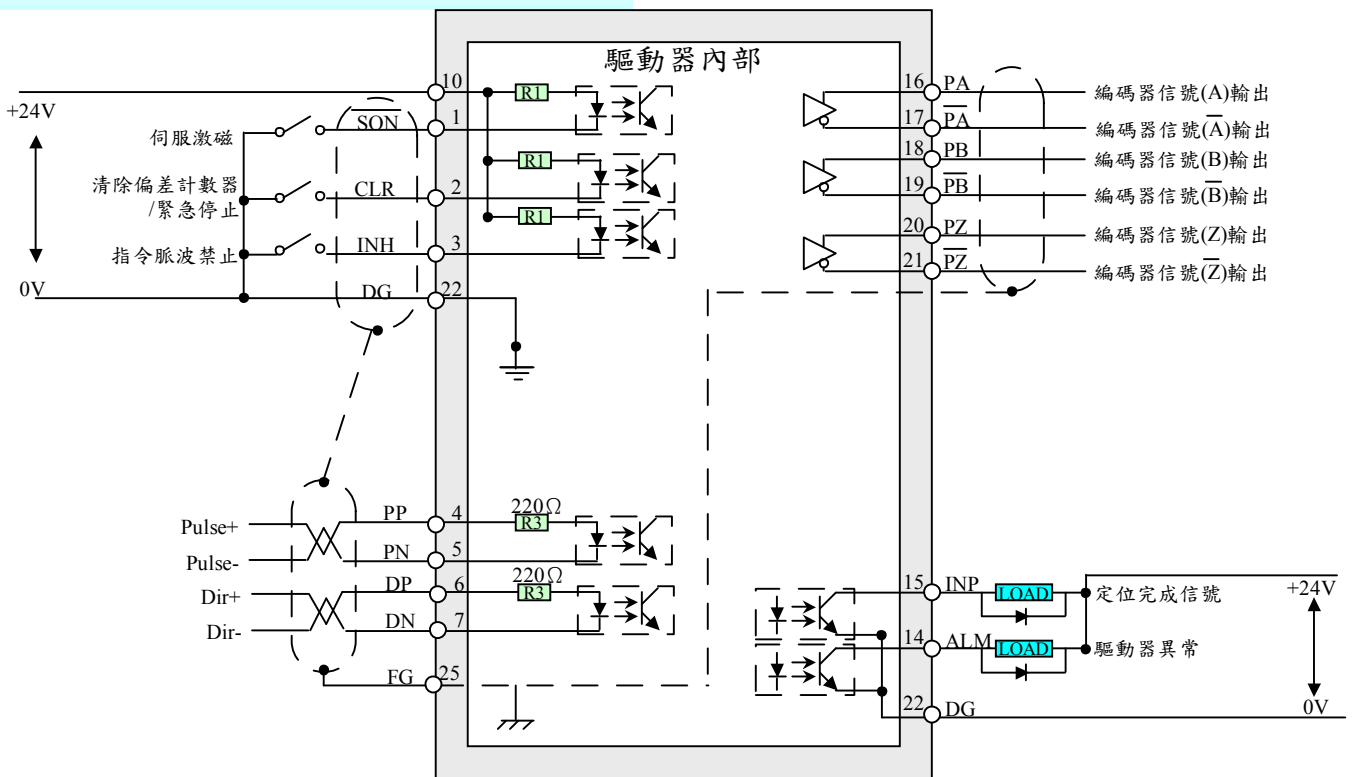 驅動器內部
+24V
0V
伺服激磁
清除偏差計數器
/緊急停止
指令脈波禁止
10
S̅O̅N̅
1
CLR
2
INH
3
DG
22
R1
R1
R1
16
PA
編碼器信號(A)輸出
17
P̅A̅
編碼器信號(A̅)輸出
18
PB
編碼器信號(B)輸出
19
P̅B̅
編碼器信號(B̅)輸出
20
PZ
編碼器信號(Z)輸出
21
P̅Z̅
編碼器信號(Z̅)輸出
Pulse+
PP
4
220Ω
R3
Pulse-
PN
5
Dir+
DP
6
220Ω
R3
Dir-
DN
7
FG
25
15
INP
LOAD
定位完成信號
+24V
14
ALM
LOAD
驅動器異常
22
DG
0V